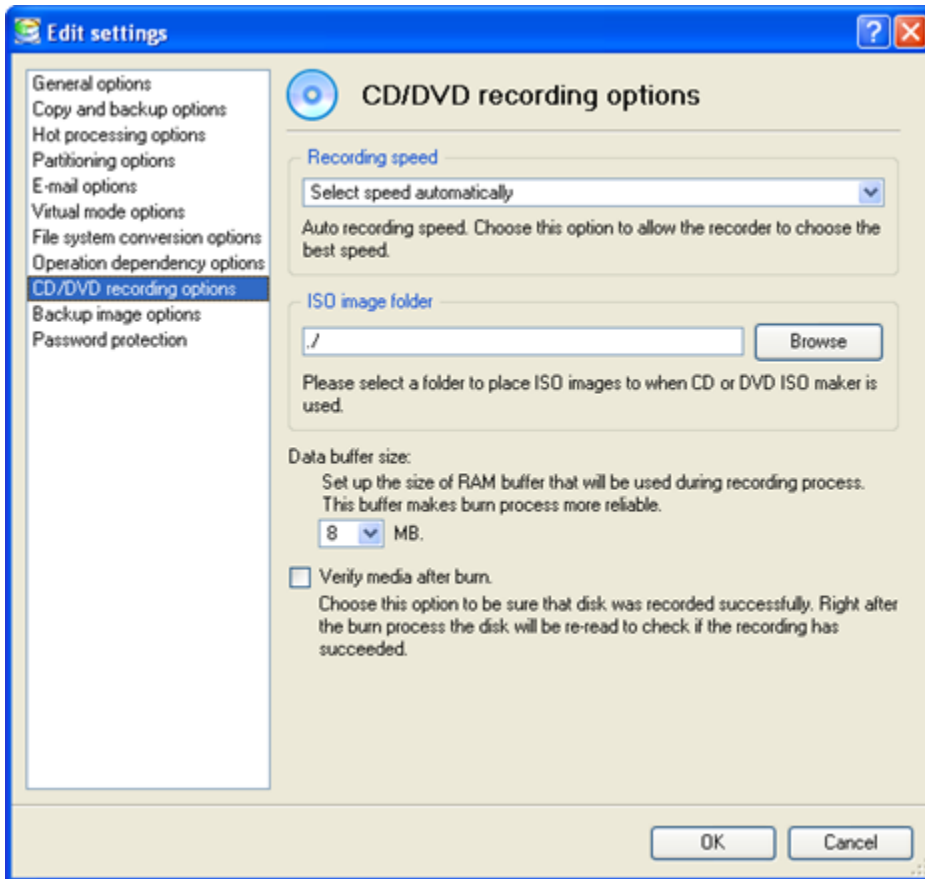 Edit settings
General options
Copy and backup options
Hot processing options
Partitioning options
E-mail options
Virtual mode options
File system conversion options
Operation dependency options
CD/DVD recording options
Backup image options
Password protection
CD/DVD recording options
Recording speed
Select speed automatically
Auto recording speed. Choose this option to allow the recorder to choose the
best speed.
ISO image folder
./
Browse
Please select a folder to place ISO images to when CD or DVD ISO maker is
used.
Data buffer size:
Set up the size of RAM buffer that will be used during recording process.
This buffer makes burn process more reliable.
8 MB.
Verify media after burn.
Choose this option to be sure that disk was recorded successfully. Right after
the burn process the disk will be re-read to check if the recording has
succeeded.
OK
Cancel